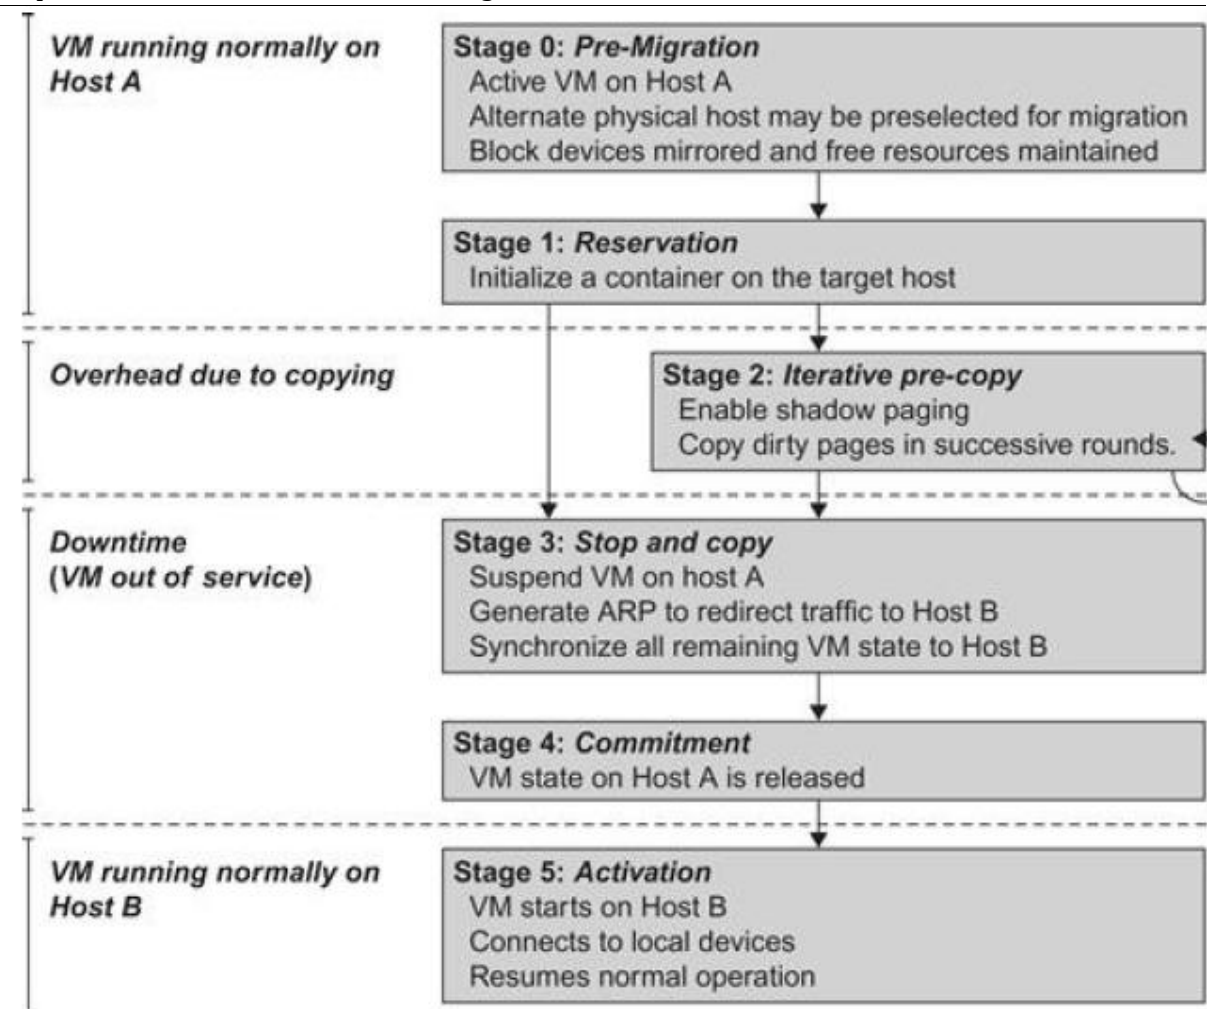 VM running normally on
Host A
Stage 0: Pre-Migration
Active VM on Host A
Alternate physical host may be preselected for migration
Block devices mirrored and free resources maintained
Stage 1: Reservation
Initialize a container on the target host
Overhead due to copying
Stage 2: Iterative pre-copy
Enable shadow paging
Copy dirty pages in successive rounds.
Downtime
(VM out of service)
Stage 3: Stop and copy
Suspend VM on host A
Generate ARP to redirect traffic to Host B
Synchronize all remaining VM state to Host B
Stage 4: Commitment
VM state on Host A is released
VM running normally on
Host B
Stage 5: Activation
VM starts on Host B
Connects to local devices
Resumes normal operation